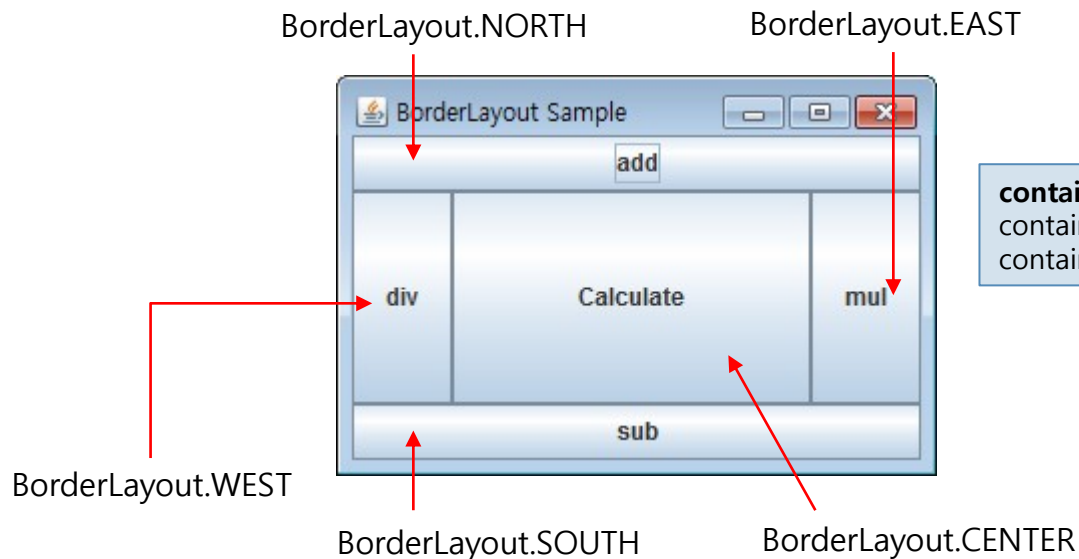 BorderLayout.NORTH
BorderLayout.EAST
BorderLayout Sample
add
div
Calculate
mul
sub
BorderLayout.WEST
BorderLayout.SOUTH
BorderLayout.CENTER